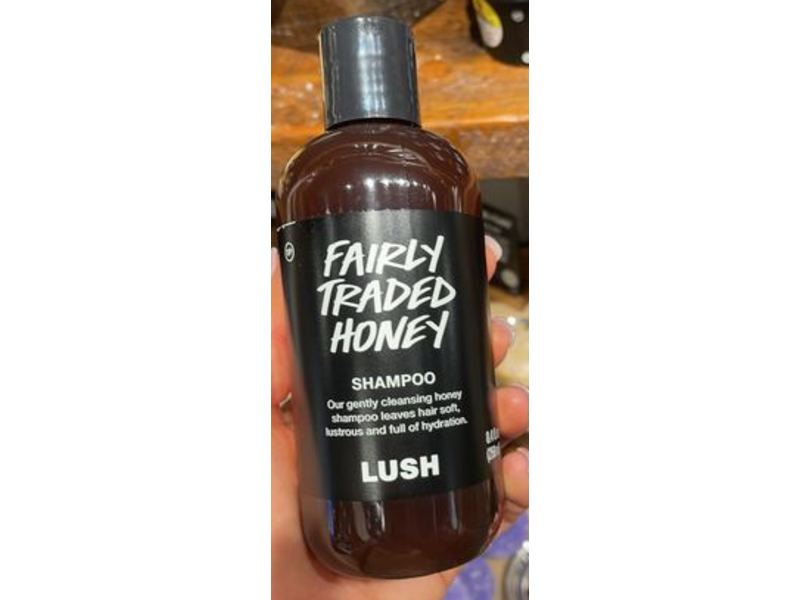 FAIRLY
TRADED
HONEY
SHAMPOO
Our gently cleansing honey
shampoo leaves hair soft,
lustrous and full of hydration.
LUSH